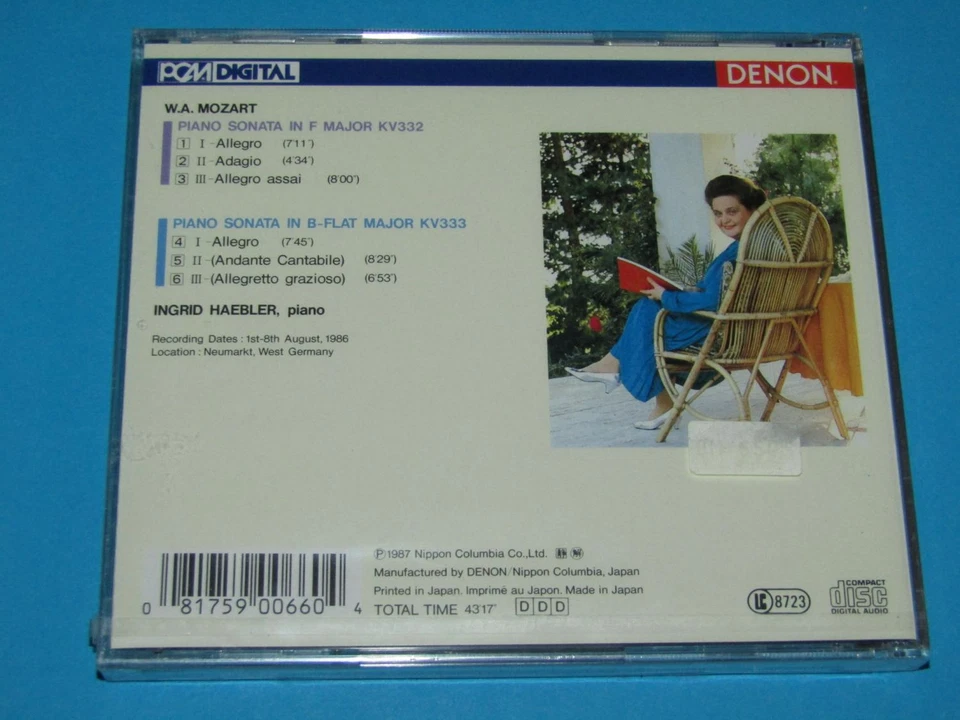 PCM DIGITAL
DENON
W.A. MOZART
PIANO SONATA IN F MAJOR KV332
1 I-Allegro (7'11")
2 II-Adagio (4'34")
3 III-Allegro assai (8'00")
PIANO SONATA IN B-FLAT MAJOR KV333
4 I-Allegro (7'45")
5 II-(Andante Cantabile) (8'29")
6 III-(Allegretto grazioso) (6'53")
INGRID HAEBLER, piano
Recording Dates : 1st-8th August, 1986
Location : Neumarkt, West Germany
Ⓟ1987 Nippon Columbia Co.,Ltd.
Manufactured by DENON/Nippon Columbia, Japan
Printed in Japan. Imprimé au Japon. Made in Japan
TOTAL TIME 43'17" DDD
0 81759 00660 4
LC 8723
COMPACT
disc
DIGITAL AUDIO